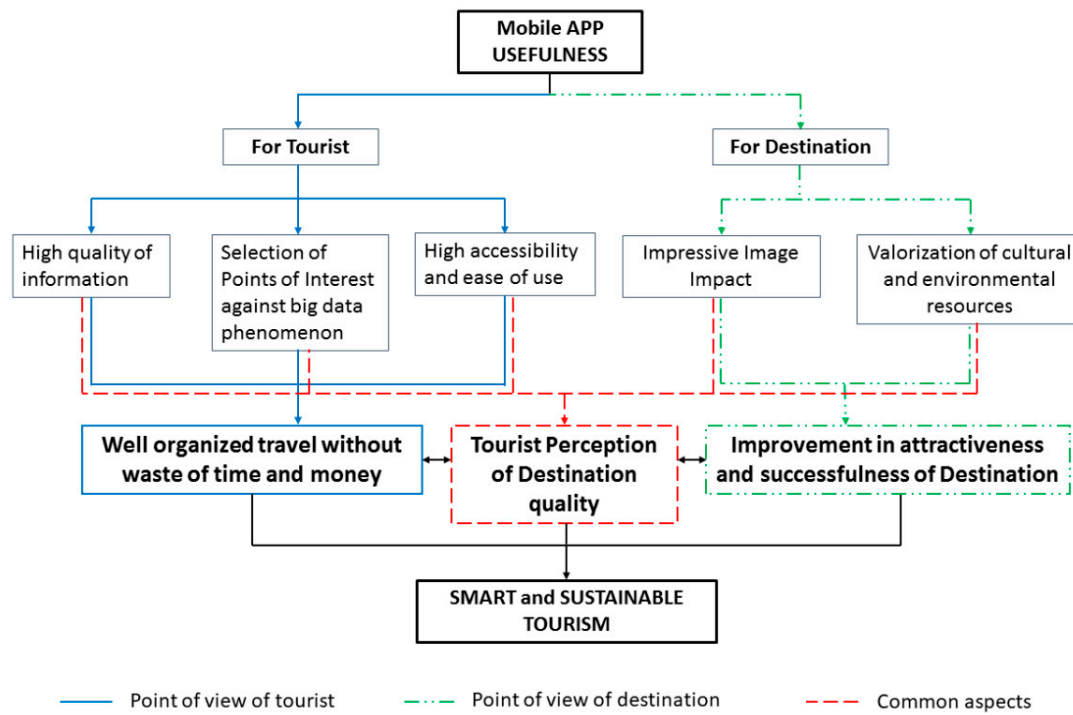 Mobile APP
USEFULNESS
For Tourist
For Destination
High quality of
information
Selection of
Points of Interest
against big data
phenomenon
High accessibility
and ease of use
Impressive Image
Impact
Valorization of cultural
and environmental
resources
Well organized travel without
waste of time and money
Tourist Perception
of Destination
quality
Improvement in attractiveness
and successfulness of Destination
SMART and SUSTAINABLE
TOURISM
Point of view of tourist
Point of view of destination
Common aspects